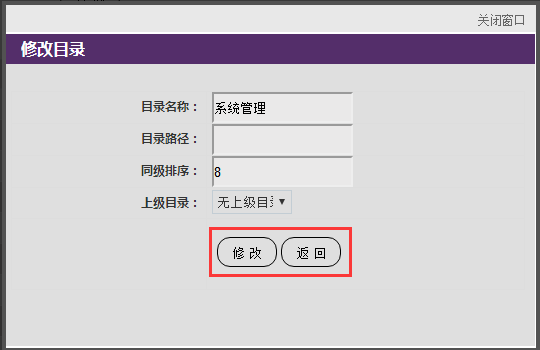 关闭窗口
修改目录
目录名称： 系统管理
目录路径：
同级排序： 8
上级目录： 无上级目录
修 改 返 回